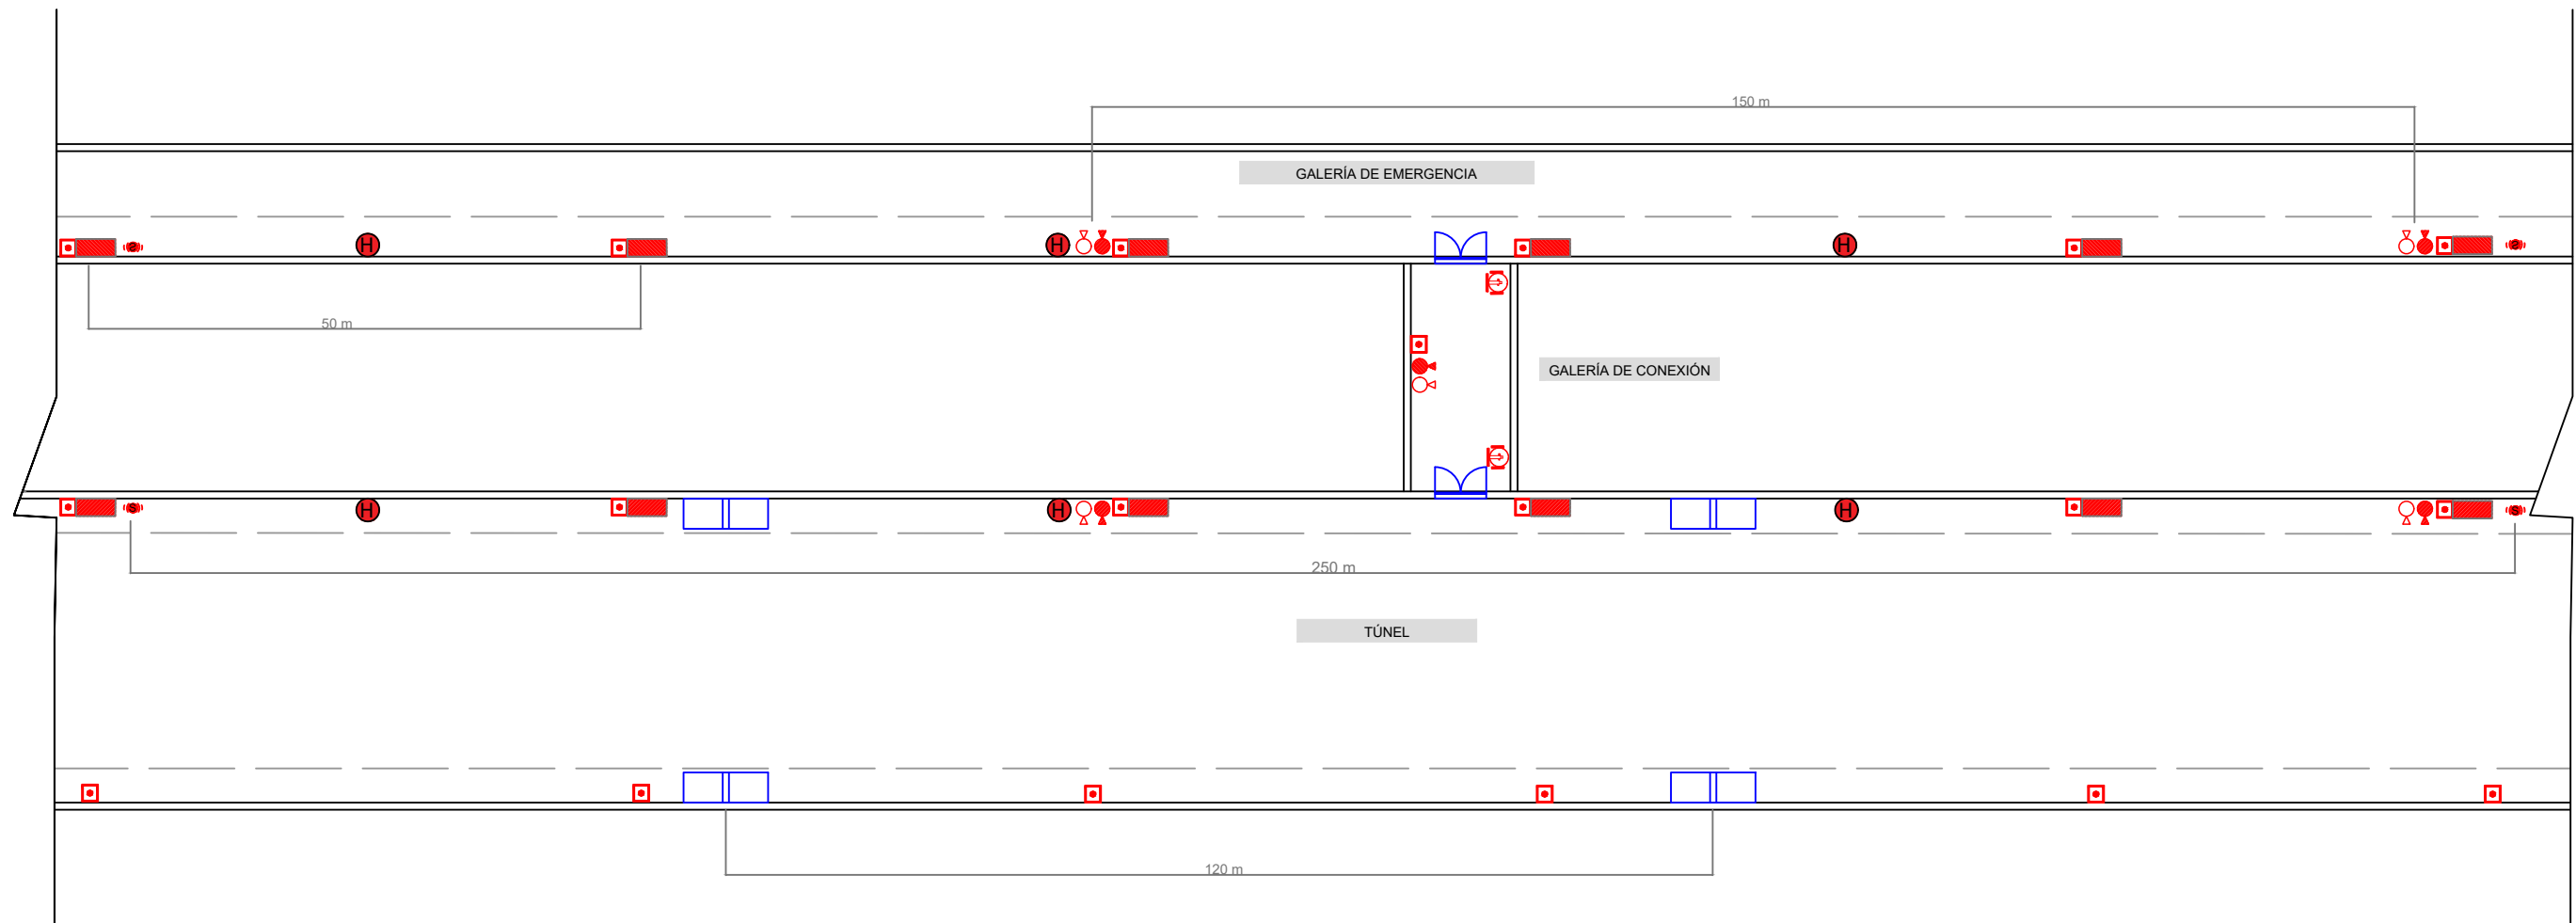 150 m
GALERÍA DE EMERGENCIA
S H H H S
50 m
GALERÍA DE CONEXIÓN
S H H H S
250 m
TÚNEL
120 m